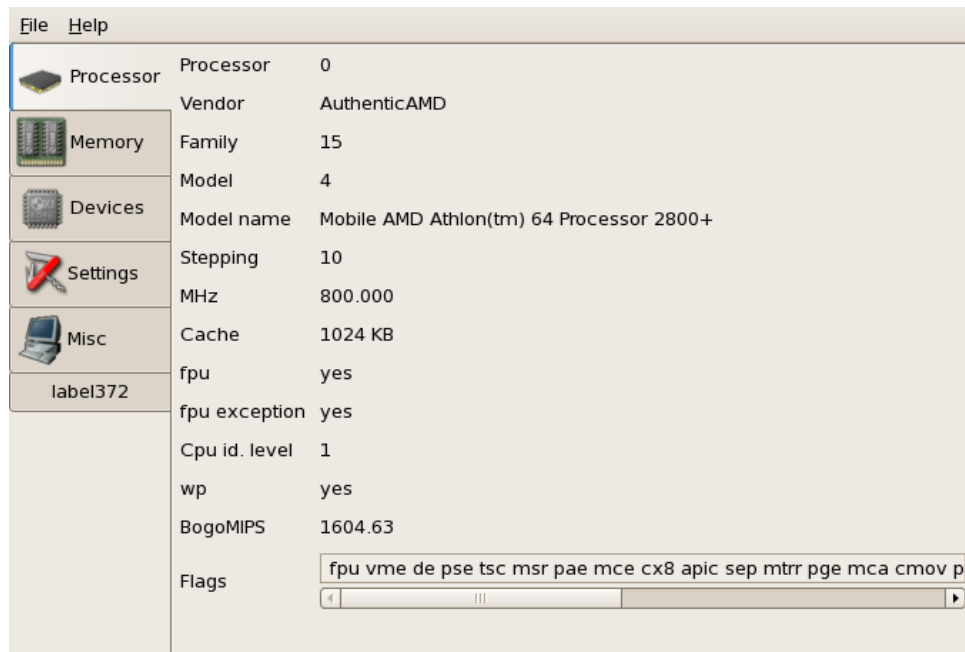 File Help
Processor
Memory
Devices
Settings
Misc
label372
Processor 0
Vendor AuthenticAMD
Family 15
Model 4
Model name Mobile AMD Athlon(tm) 64 Processor 2800+
Stepping 10
MHz 800.000
Cache 1024 KB
fpu yes
fpu exception yes
Cpu id. level 1
wp yes
BogoMIPS 1604.63
Flags fpu vme de pse tsc msr pae mce cx8 apic sep mtrr pge mca cmov p